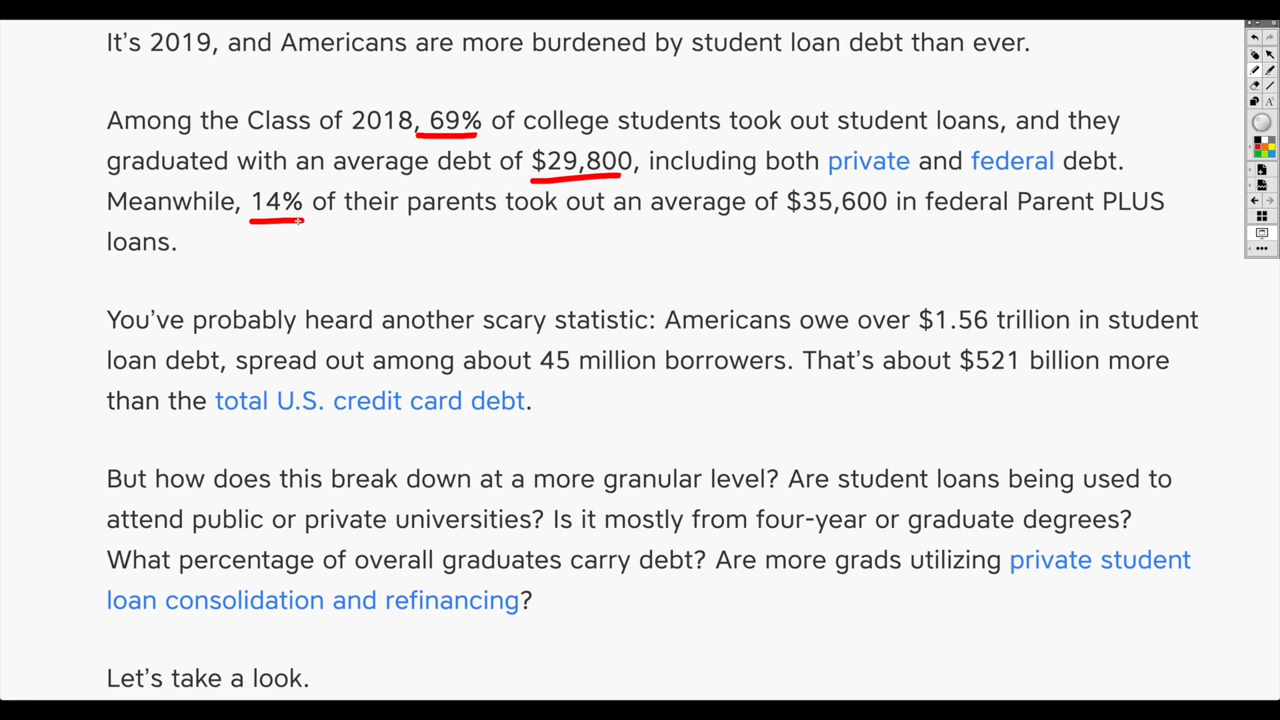 It’s 2019, and Americans are more burdened by student loan debt than ever.
Among the Class of 2018, 69% of college students took out student loans, and they
graduated with an average debt of $29,800, including both private and federal debt.
Meanwhile, 14% of their parents took out an average of $35,600 in federal Parent PLUS
loans.
You’ve probably heard another scary statistic: Americans owe over $1.56 trillion in student
loan debt, spread out among about 45 million borrowers. That’s about $521 billion more
than the total U.S. credit card debt.
But how does this break down at a more granular level? Are student loans being used to
attend public or private universities? Is it mostly from four-year or graduate degrees?
What percentage of overall graduates carry debt? Are more grads utilizing private student
loan consolidation and refinancing?
Let’s take a look.